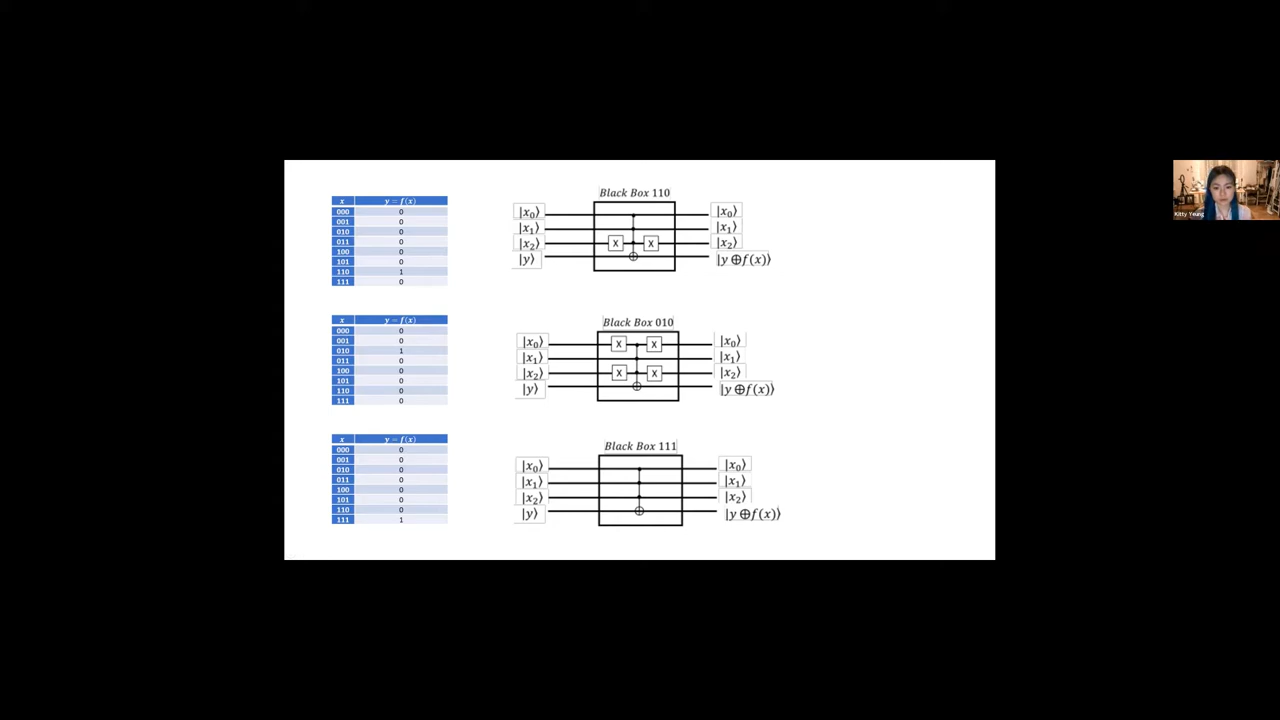 Black Box 110
x y = f(x)
000 0
001 0
010 0
011 0
100 0
101 0
110 1
111 0
|x₀⟩ |x₀⟩
|x₁⟩ |x₁⟩
|x₂⟩ X X |x₂⟩
|y⟩ |y ⊕f(x)⟩
Black Box 010
x y = f(x)
000 0
001 0
010 1
011 0
100 0
101 0
110 0
111 0
|x₀⟩ X X |x₀⟩
|x₁⟩ |x₁⟩
|x₂⟩ X X |x₂⟩
|y⟩ |y ⊕f(x)⟩
Black Box 111
x y = f(x)
000 0
001 0
010 0
011 0
100 0
101 0
110 0
111 1
|x₀⟩ |x₀⟩
|x₁⟩ |x₁⟩
|x₂⟩ |x₂⟩
|y⟩ |y ⊕f(x)⟩
Kitty Yeung